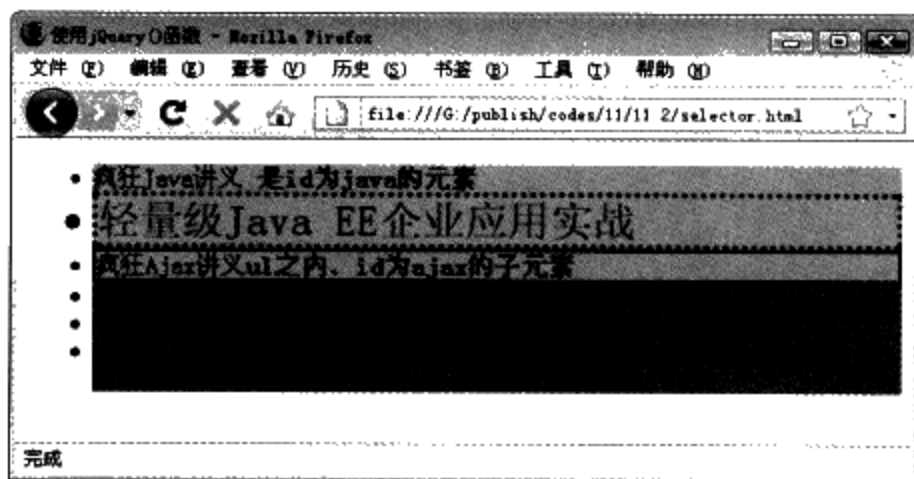 使用jQuery()函数 - Mozilla Firefox
文件 (F) 编辑 (E) 查看 (V) 历史 (S) 书签 (B) 工具 (T) 帮助 (H)
file:///G:/publish/codes/11/11 2/selector.html
疯狂Java讲义 是id为java的元素
轻量级Java EE企业应用实战
疯狂Ajax讲义ul之内、id为ajax的子元素
完成